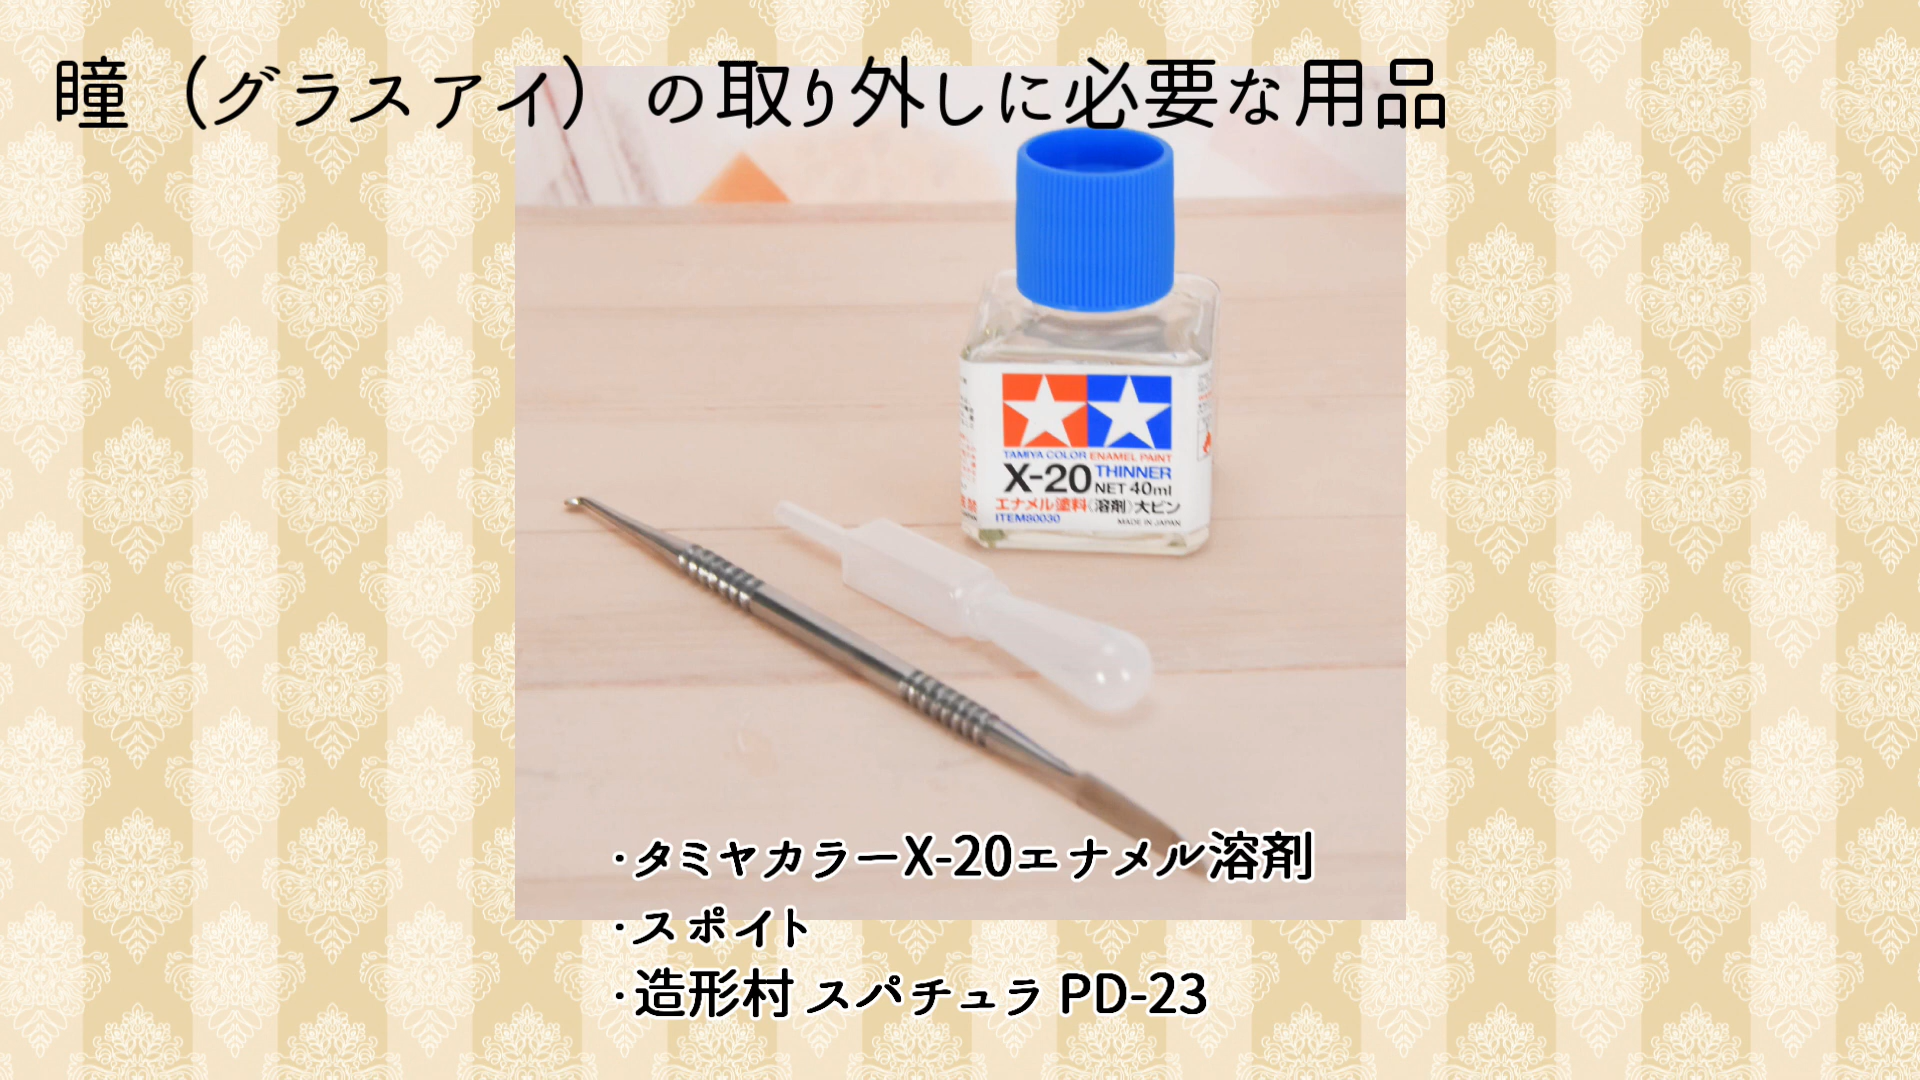 瞳（グラスアイ）の取り外しに必要な用品
TAMIYA COLOR ENAMEL PAINT
X-20 THINNER
NET 40ml
エナメル塗料〈溶剤〉大ビン
ITEM80030
MADE IN JAPAN
・タミヤカラーX-20エナメル溶剤
・スポイト
・造形村 スパチュラ PD-23